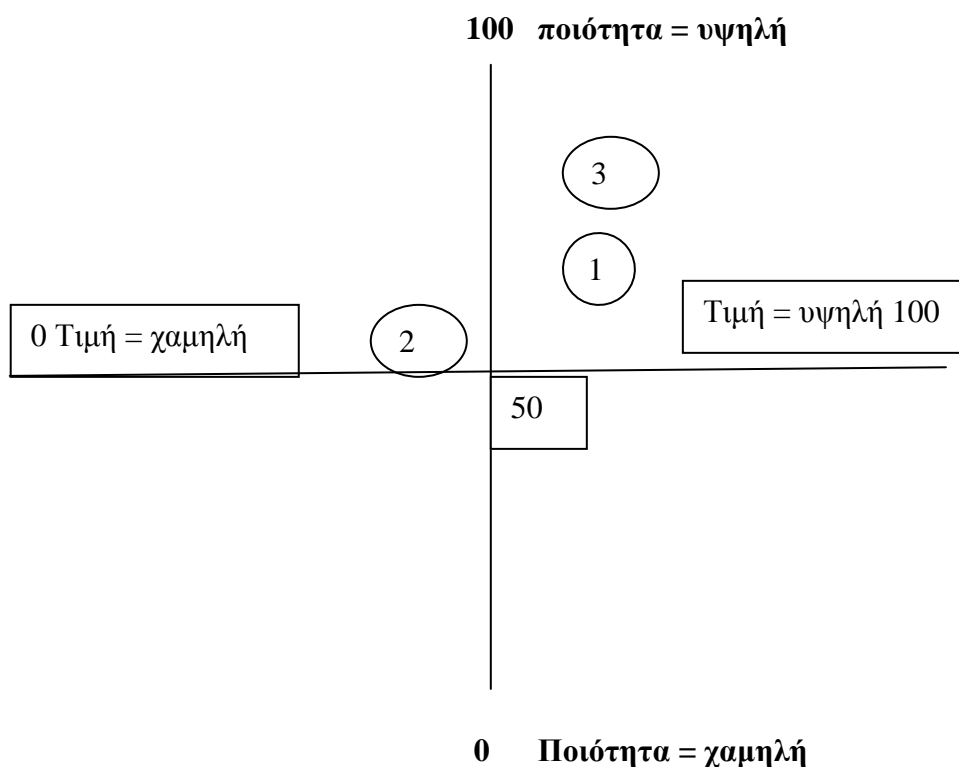 100 ποιότητα = υψηλή
3
1
Τιμή = υψηλή 100
0 Τιμή = χαμηλή
2
50
0 Ποιότητα = χαμηλή